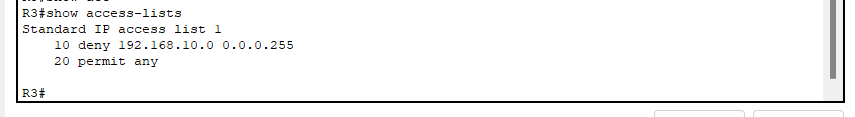 R3#show access-lists
Standard IP access list 1
10 deny 192.168.10.0 0.0.0.255
20 permit any
R3#